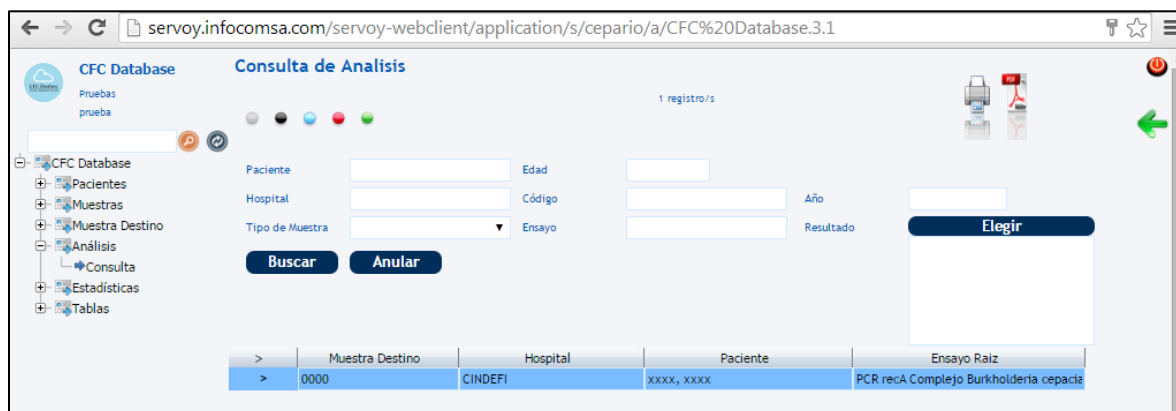 servoy.infocomsa.com/servoy-webclient/application/s/cepario/a/CFC%20Database.3.1
CFC Database
Pruebas
prueba
Consulta de Analisis
1 registro/s
PDF
CFC Database
Pacientes
Muestras
Muestra Destino
Análisis
Consulta
Estadísticas
Tablas
Paciente
Edad
Hospital
Código
Año
Tipo de Muestra
Ensayo
Resultado
Elegir
Buscar
Anular
> Muestra Destino Hospital Paciente Ensayo Raiz
> 0000 CINDEFI xxxx, xxxx PCR recA Complejo Burkholderia cepacia